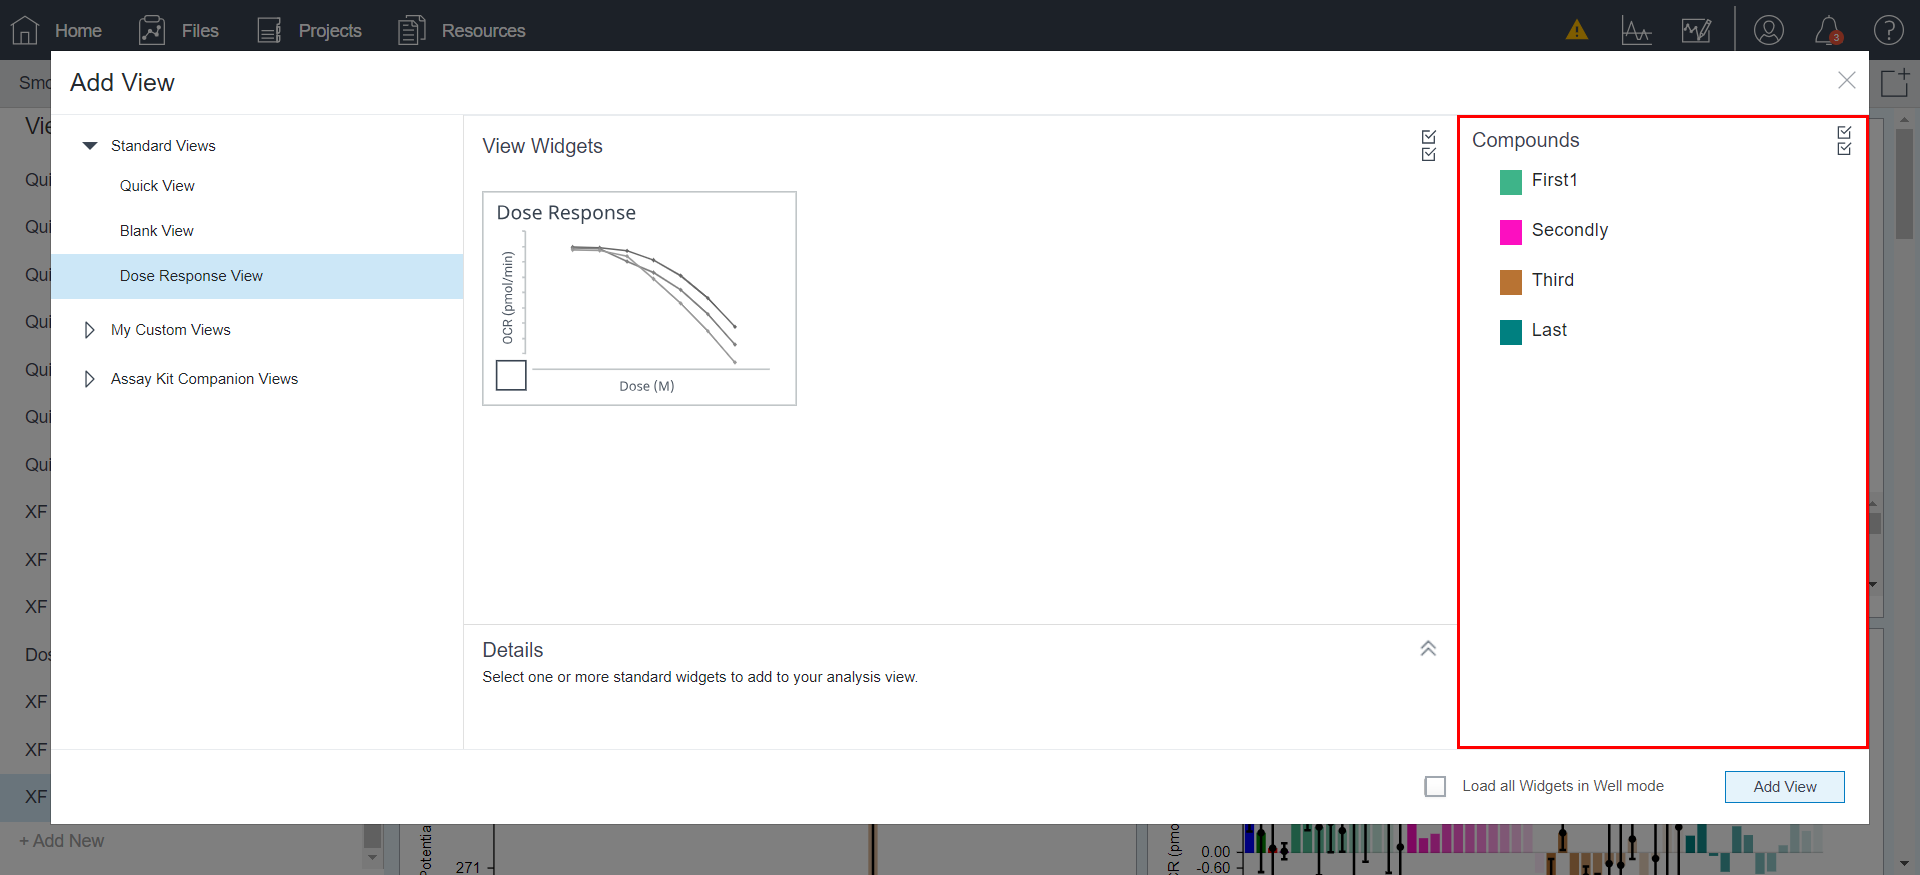 Home
Files
Projects
Resources
3
Smo
Add View
Vie
Qui
Qui
Qui
Qui
Qui
Qui
Qui
XF
XF
XF
Dos
XF
XF
XF
+ Add New
Standard Views
Quick View
Blank View
Dose Response View
My Custom Views
Assay Kit Companion Views
View Widgets
Dose Response
OCR (pmol/min)
Dose (M)
Details
Select one or more standard widgets to add to your analysis view.
Compounds
First1
Secondly
Third
Last
Load all Widgets in Well mode
Add View
Potentia
271
CR (pmo
0.00
-0.60